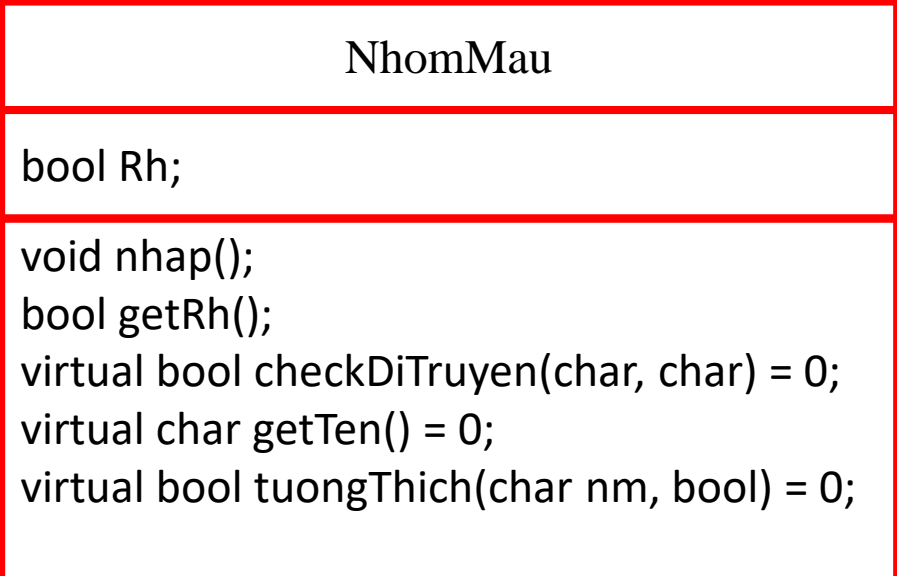 NhomMau
bool Rh;
void nhap();
bool getRh();
virtual bool checkDiTruyen(char, char) = 0;
virtual char getTen() = 0;
virtual bool tuongThich(char nm, bool) = 0;